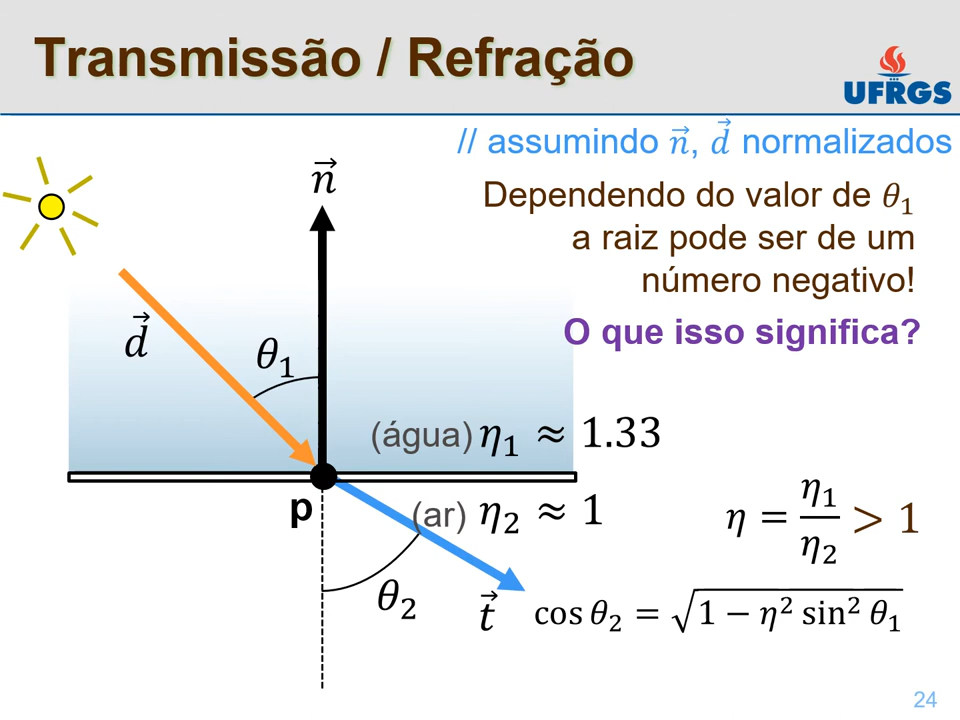 Transmissão / Refração
UFRGS
// assumindo n⃗, d⃗ normalizados
n⃗
Dependendo do valor de θ₁
a raiz pode ser de um
número negativo!
O que isso significa?
d⃗
θ₁
(água) η₁ ≈ 1.33
p
(ar) η₂ ≈ 1
η = η₁/η₂ > 1
θ₂
t⃗
cos θ₂ = √(1 − η² sin² θ₁)
24